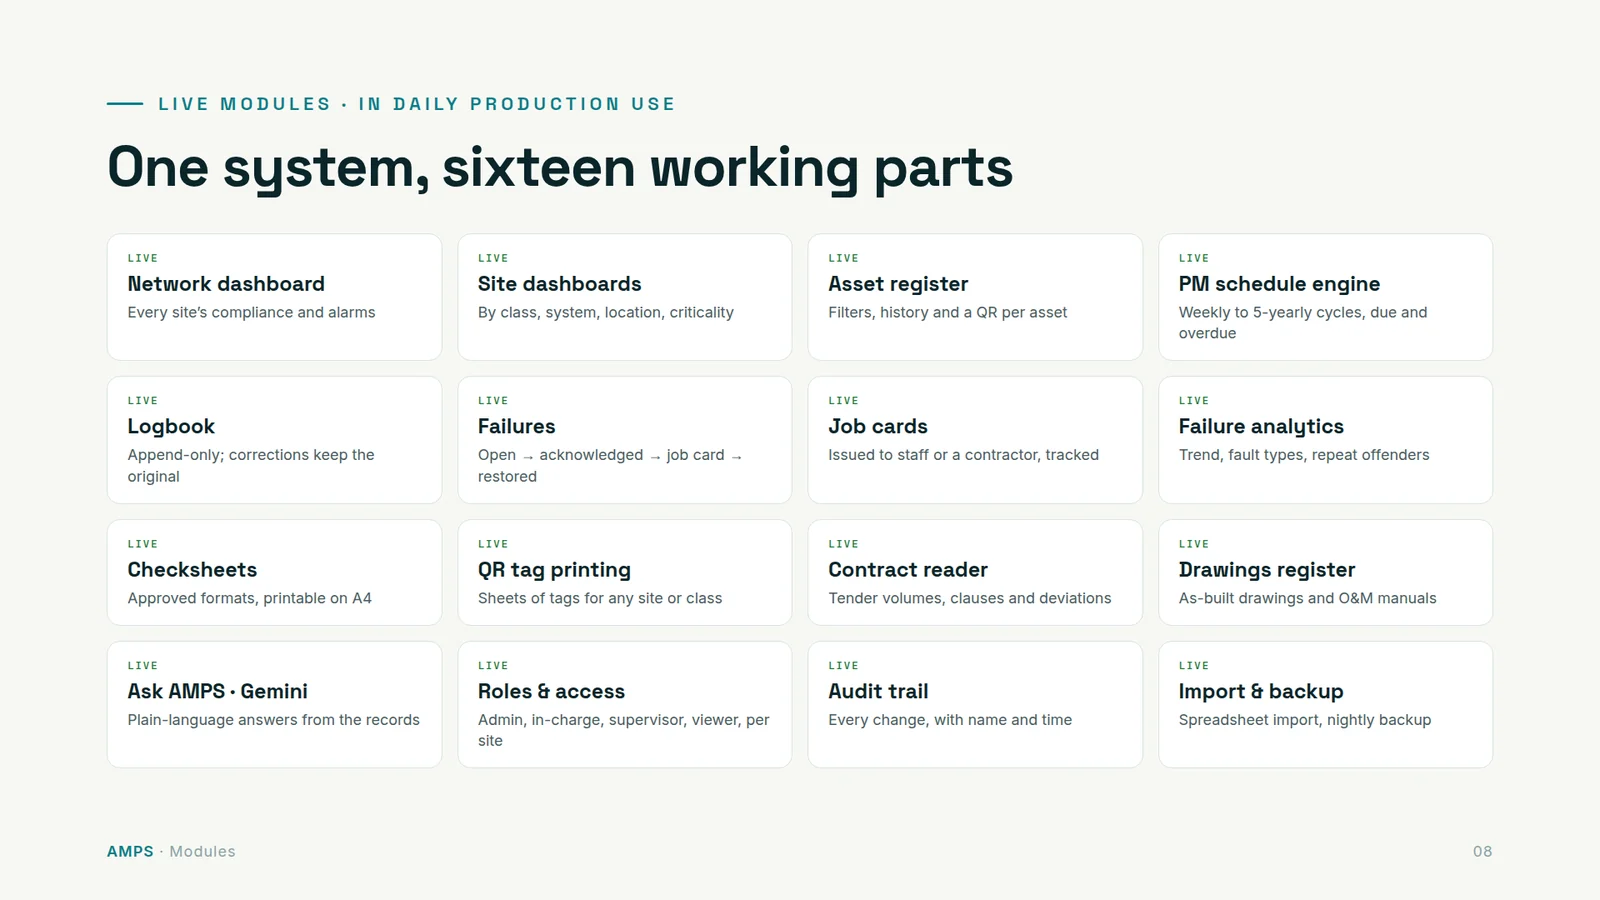 LIVE MODULES · IN DAILY PRODUCTION USE
One system, sixteen working parts
LIVE
Network dashboard
Every site’s compliance and alarms
LIVE
Site dashboards
By class, system, location, criticality
LIVE
Asset register
Filters, history and a QR per asset
LIVE
PM schedule engine
Weekly to 5-yearly cycles, due and
overdue
LIVE
Logbook
Append-only; corrections keep the
original
LIVE
Failures
Open → acknowledged → job card →
restored
LIVE
Job cards
Issued to staff or a contractor, tracked
LIVE
Failure analytics
Trend, fault types, repeat offenders
LIVE
Checksheets
Approved formats, printable on A4
LIVE
QR tag printing
Sheets of tags for any site or class
LIVE
Contract reader
Tender volumes, clauses and deviations
LIVE
Drawings register
As-built drawings and O&M manuals
LIVE
Ask AMPS · Gemini
Plain-language answers from the records
LIVE
Roles & access
Admin, in-charge, supervisor, viewer, per
site
LIVE
Audit trail
Every change, with name and time
LIVE
Import & backup
Spreadsheet import, nightly backup
AMPS · Modules
08